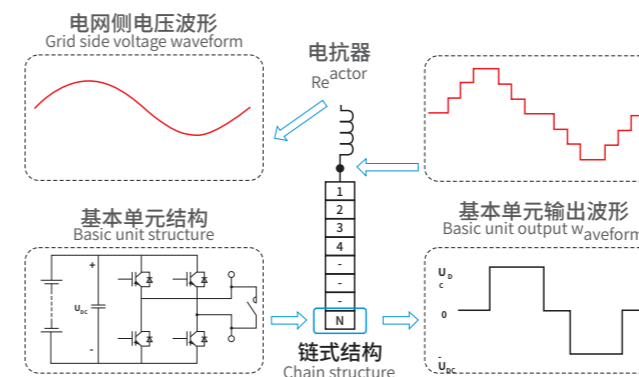 电网侧电压波形
Grid side voltage waveform
电抗器
Reactor
1
2
3
4
-
-
-
N
基本单元结构
Basic unit structure
+
UDC
-
链式结构
Chain structure
基本单元输出波形
Basic unit output waveform
UDC
0
-UDC